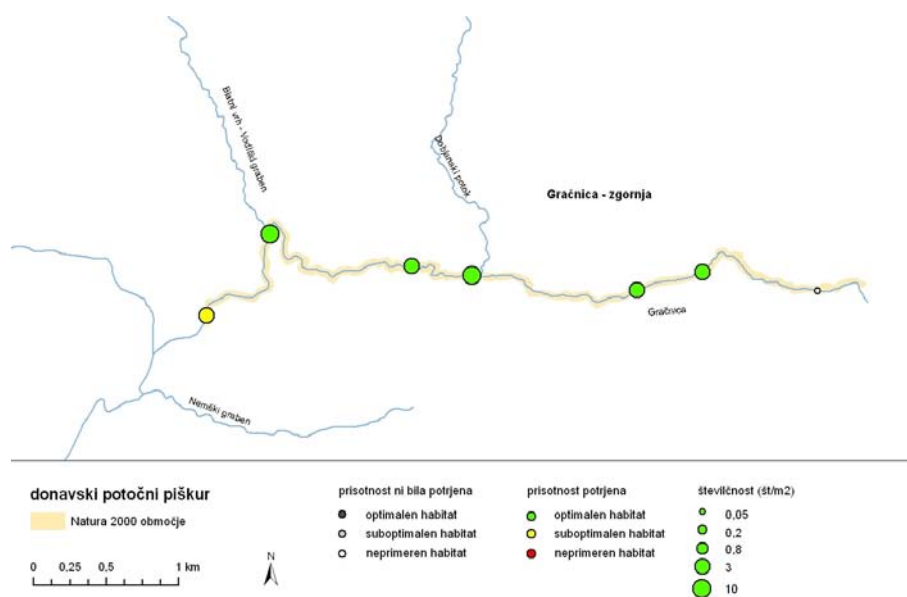 Blatni vrh - Vodiški graben
Dobjanski potok
Gračnica - zgornja
Gračnica
Nemški graben
donavski potočni piškur
Natura 2000 območje
0 0,25 0,5 1 km
N
prisotnost ni bila potrjena
optimalen habitat
suboptimalen habitat
neprimeren habitat
prisotnost potrjena
optimalen habitat
suboptimalen habitat
neprimeren habitat
številčnost (št/m2)
0,05
0,2
0,8
3
10